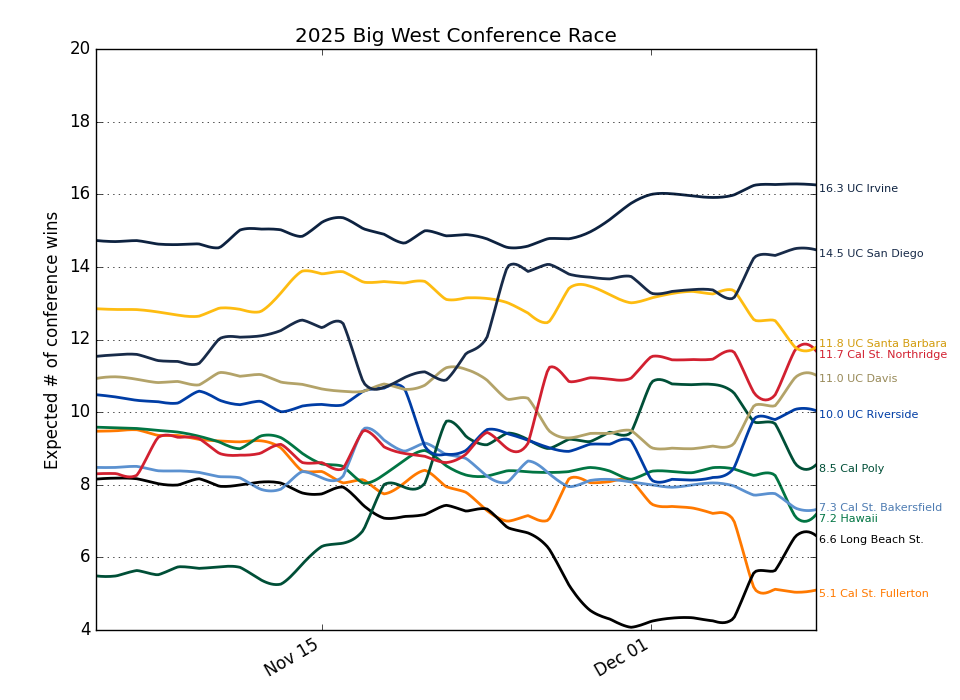 2025 Big West Conference Race
Expected # of conference wins
20
18
16
14
12
10
8
6
4
Nov 15
Dec 01
16.3 UC Irvine
14.5 UC San Diego
11.8 UC Santa Barbara
11.7 Cal St. Northridge
11.0 UC Davis
10.0 UC Riverside
8.5 Cal Poly
7.3 Cal St. Bakersfield
7.2 Hawaii
6.6 Long Beach St.
5.1 Cal St. Fullerton